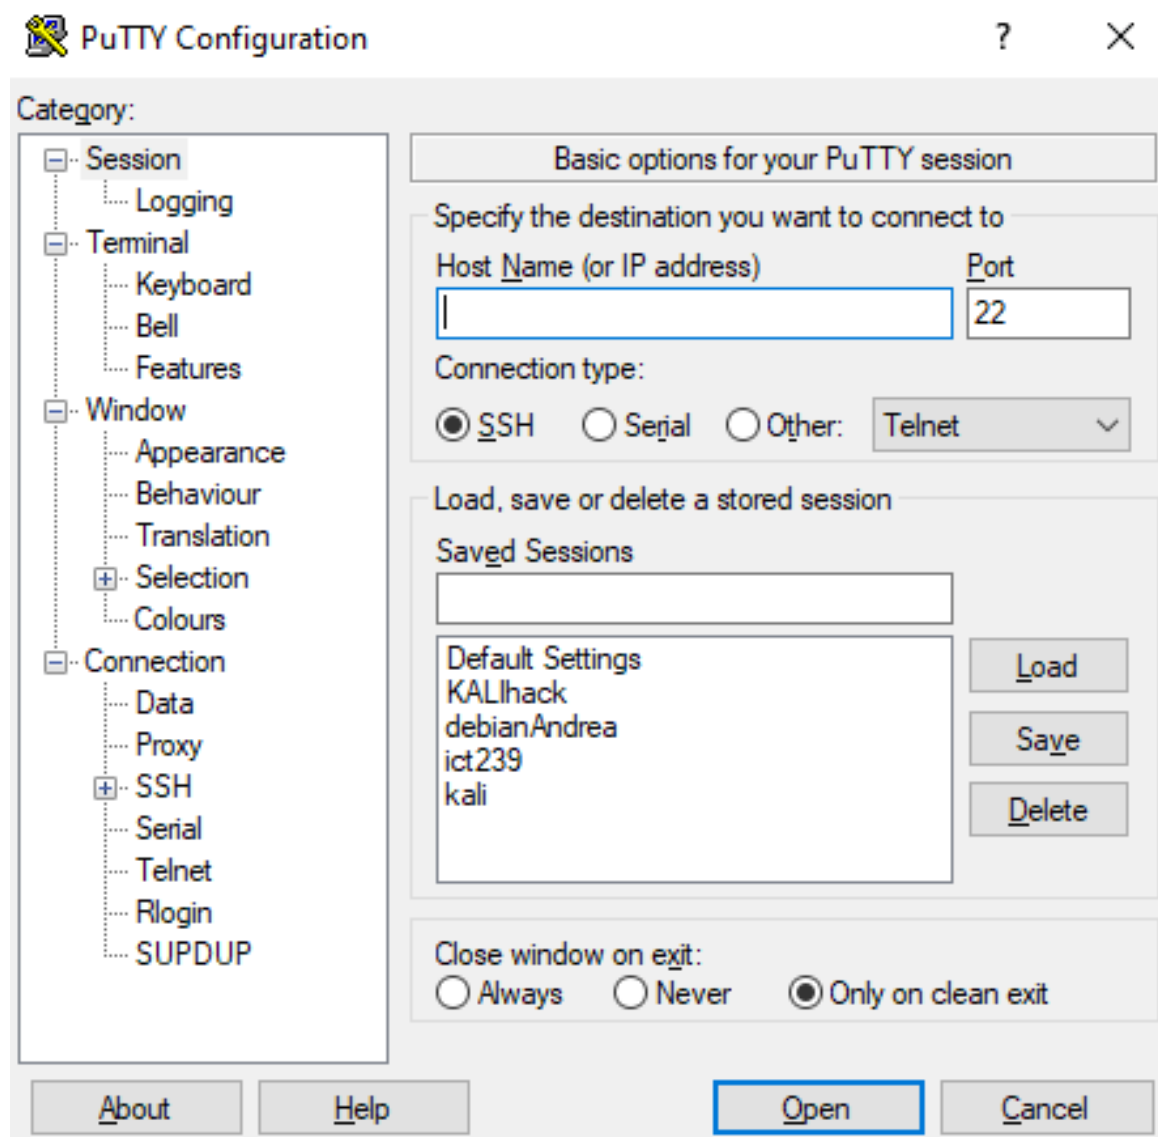 PuTTY Configuration
?
Category:
Session
Logging
Terminal
Keyboard
Bell
Features
Window
Appearance
Behaviour
Translation
Selection
Colours
Connection
Data
Proxy
SSH
Serial
Telnet
Rlogin
SUPDUP
Basic options for your PuTTY session
Specify the destination you want to connect to
Host Name (or IP address) Port
22
Connection type:
SSH Serial Other: Telnet
Load, save or delete a stored session
Saved Sessions
Default Settings
KALIhack
debianAndrea
ict239
kali
Load
Save
Delete
Close window on exit:
Always Never Only on clean exit
About Help Open Cancel